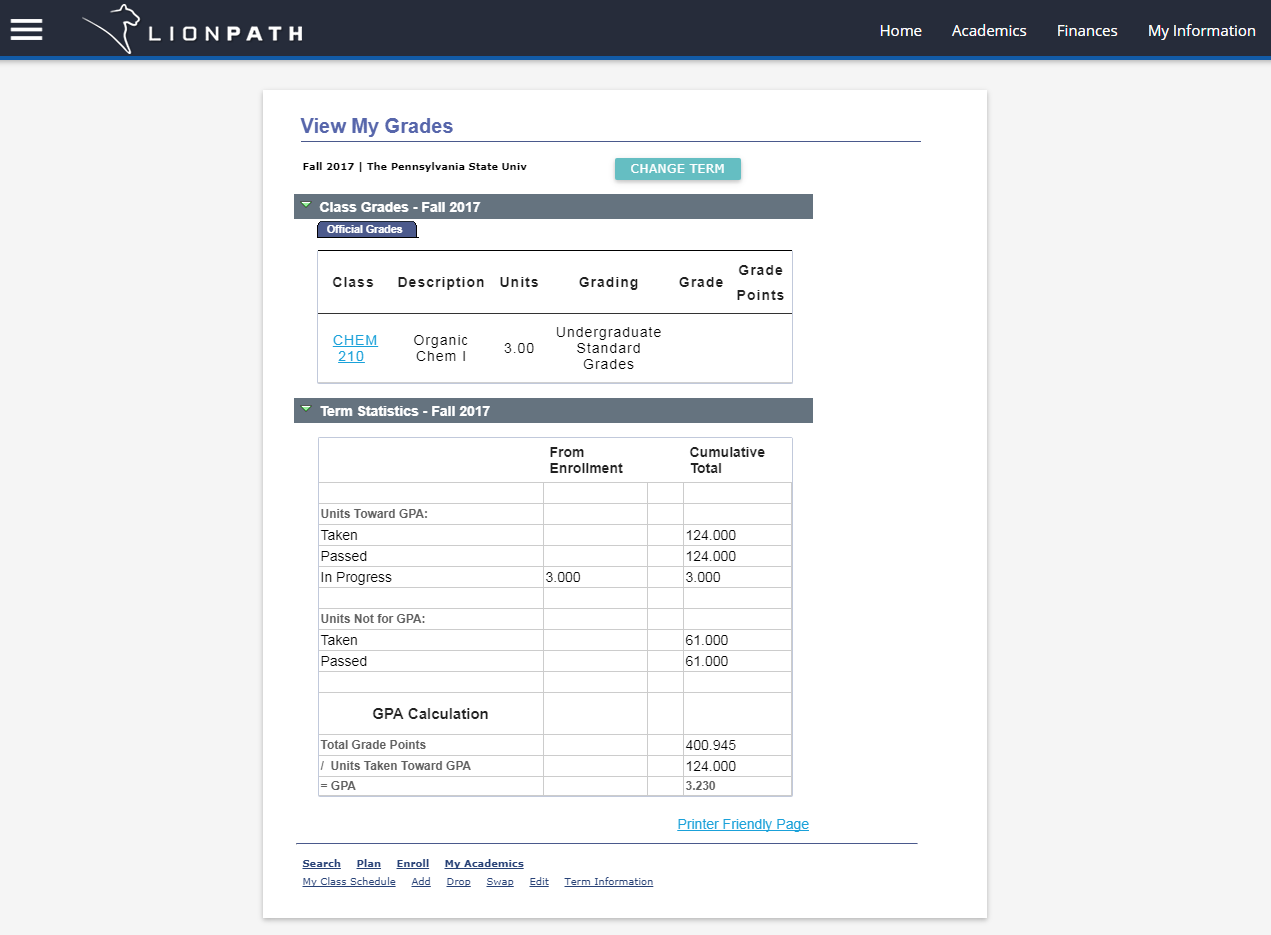 LIONPATH
Home Academics Finances My Information
View My Grades
Fall 2017 | The Pennsylvania State Univ
CHANGE TERM
Class Grades - Fall 2017
Official Grades
Class Description Units Grading Grade Grade Points
CHEM 210 Organic Chem I 3.00 Undergraduate Standard Grades
Term Statistics - Fall 2017
From Enrollment Cumulative Total
Units Toward GPA:
Taken 124.000
Passed 124.000
In Progress 3.000 3.000
Units Not for GPA:
Taken 61.000
Passed 61.000
GPA Calculation
Total Grade Points 400.945
/ Units Taken Toward GPA 124.000
= GPA 3.230
Printer Friendly Page
Search Plan Enroll My Academics
My Class Schedule Add Drop Swap Edit Term Information